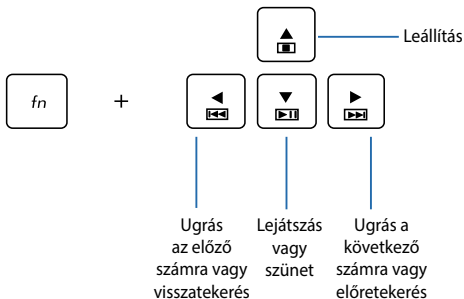 Leállítás
fn
+
Ugrás
az előző
számra vagy
visszatekerés
Lejátszás
vagy
szünet
Ugrás a
következő
számra vagy
előretekerés